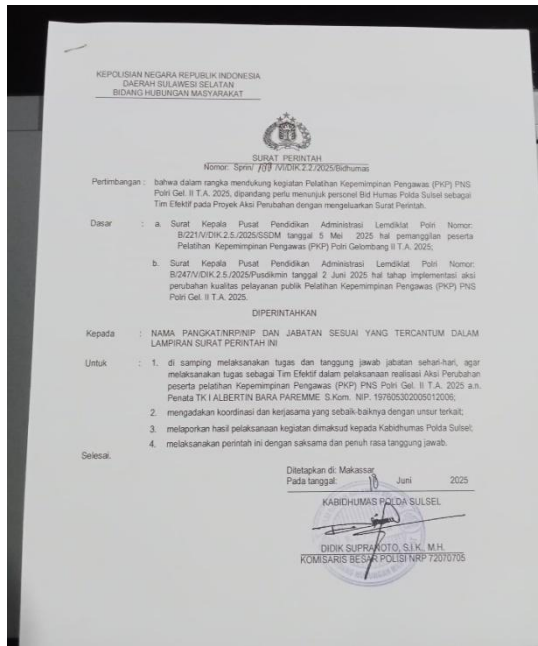 KEPOLISIAN NEGARA REPUBLIK INDONESIA
DAERAH SULAWESI SELATAN
BIDANG HUBUNGAN MASYARAKAT
SURAT PERINTAH
Nomor: Sprin/ /VI/DIK.2.2./2025/Bidhumas
Pertimbangan : bahwa dalam rangka mendukung kegiatan Pelatihan Kepemimpinan Pengawas (PKP) PNS
Polri Gel. II T.A. 2025, dipandang perlu menunjuk personel Bid Humas Polda Sulsel sebagai
Tim Efektif pada Proyek Aksi Perubahan dengan mengeluarkan Surat Perintah.
Dasar : a. Surat Kepala Pusat Pendidikan Administrasi Lemdiklat Polri Nomor:
B/221/V/DIK.2.5./2025/SSDM tanggal 5 Mei 2025 hal pemanggilan peserta
Pelatihan Kepemimpinan Pengawas (PKP) Polri Gelombang II T.A. 2025;
b. Surat Kepala Pusat Pendidikan Administrasi Lemdiklat Polri Nomor:
B/247/V/DIK.2.5./2025/Pusdikmin tanggal 2 Juni 2025 hal tahap implementasi aksi
perubahan kualitas pelayanan publik Pelatihan Kepemimpinan Pengawas (PKP) PNS
Polri Gel. II T.A. 2025.
DIPERINTAHKAN
Kepada : NAMA PANGKAT/NRP/NIP DAN JABATAN SESUAI YANG TERCANTUM DALAM
LAMPIRAN SURAT PERINTAH INI
Untuk : 1. di samping melaksanakan tugas dan tanggung jawab jabatan sehari-hari, agar
melaksanakan tugas sebagai Tim Efektif dalam pelaksanaan realisasi Aksi Perubahan
peserta pelatihan Kepemimpinan Pengawas (PKP) PNS Polri Gel. II T.A. 2025 a.n.
Penata TK I ALBERTIN BARA PAREMME S.Kom. NIP. 197605302005012006;
2. mengadakan koordinasi dan kerjasama yang sebaik-baiknya dengan unsur terkait;
3. melaporkan hasil pelaksanaan kegiatan dimaksud kepada Kabidhumas Polda Sulsel;
4. melaksanakan perintah ini dengan saksama dan penuh rasa tanggung jawab.
Selesai.
Ditetapkan di: Makassar
Pada tanggal: 18 Juni 2025
KABIDHUMAS POLDA SULSEL
DIDIK SUPRANOTO, S.I.K., M.H.
KOMISARIS BESAR POLISI NRP 72070705